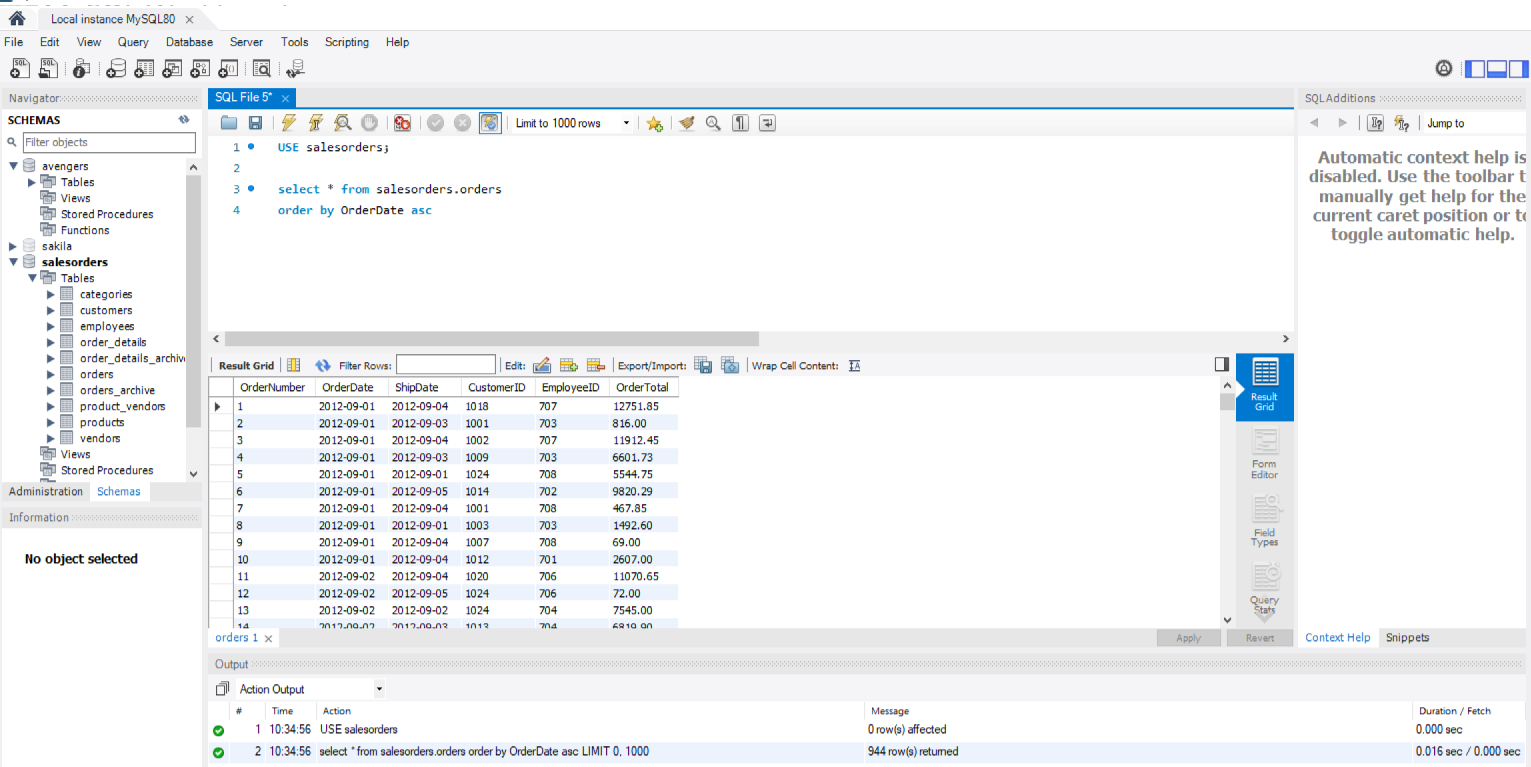 Local instance MySQL80
File Edit View Query Database Server Tools Scripting Help
Navigator
SCHEMAS
Filter objects
avengers
Tables
Views
Stored Procedures
Functions
sakila
salesorders
Tables
categories
customers
employees
order_details
order_details_archiv
orders
orders_archive
product_vendors
products
vendors
Views
Stored Procedures
Administration Schemas
Information
No object selected
SQL File 5*
Limit to 1000 rows
1 USE salesorders;
2
3 select * from salesorders.orders
4 order by OrderDate asc
Result Grid Filter Rows: Edit: Export/Import: Wrap Cell Content:
OrderNumber OrderDate ShipDate CustomerID EmployeeID OrderTotal
1 2012-09-01 2012-09-04 1018 707 12751.85
2 2012-09-01 2012-09-03 1001 703 816.00
3 2012-09-01 2012-09-04 1002 707 11912.45
4 2012-09-01 2012-09-03 1009 703 6601.73
5 2012-09-01 2012-09-01 1024 708 5544.75
6 2012-09-01 2012-09-05 1014 702 9820.29
7 2012-09-01 2012-09-04 1001 708 467.85
8 2012-09-01 2012-09-01 1003 703 1492.60
9 2012-09-01 2012-09-04 1007 708 69.00
10 2012-09-01 2012-09-04 1012 701 2607.00
11 2012-09-02 2012-09-04 1020 706 11070.65
12 2012-09-02 2012-09-05 1024 706 72.00
13 2012-09-02 2012-09-02 1024 704 7545.00
14 2012-09-02 2012-09-03 1013 704 6819.90
Result
Grid
Form
Editor
Field
Types
Query
Stats
orders 1
Apply Revert
SQLAdditions
Jump to
Automatic context help is
disabled. Use the toolbar t
manually get help for the
current caret position or to
toggle automatic help.
Context Help Snippets
Output
Action Output
# Time Action Message Duration / Fetch
1 10:34:56 USE salesorders 0 row(s) affected 0.000 sec
2 10:34:56 select * from salesorders.orders order by OrderDate asc LIMIT 0, 1000 944 row(s) returned 0.016 sec / 0.000 sec